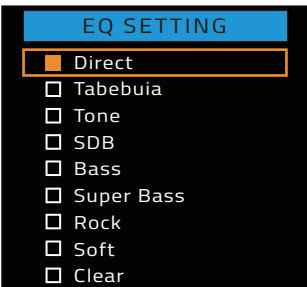 EQ SETTING
Direct
Tabebuia
Tone
SDB
Bass
Super Bass
Rock
Soft
Clear